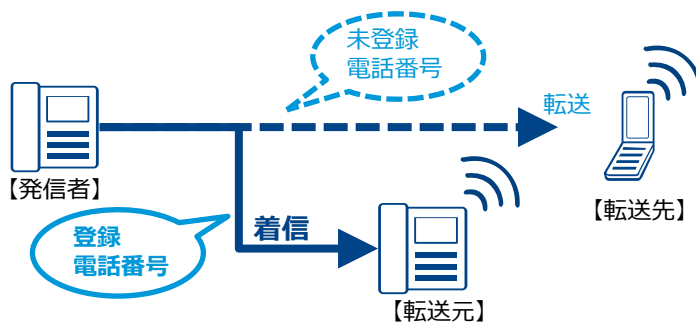 未登録
電話番号
転送
【発信者】
【転送先】
登録
電話番号
着信
【転送元】